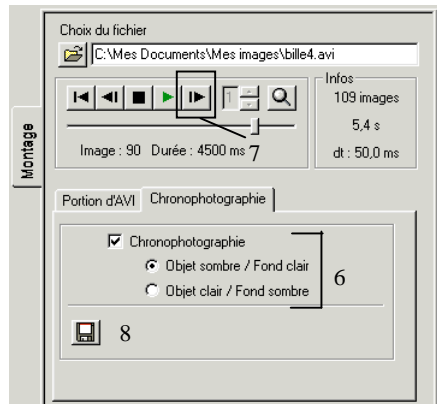 Choix du fichier
C:\Mes Documents\Mes images\bille4.avi
Infos
109 images
5,4 s
dt : 50,0 ms
1
Image : 90 Durée : 4500 ms 7
Montage
Portion d'AVI Chronophotographie
Chronophotographie
Objet sombre / Fond clair
Objet clair / Fond sombre
6
8